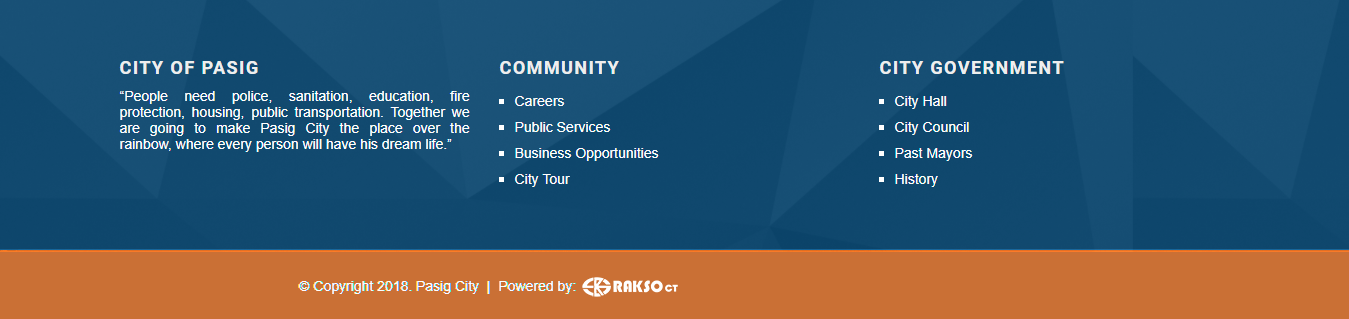 CITY OF PASIG
“People need police, sanitation, education, fire
protection, housing, public transportation. Together we
are going to make Pasig City the place over the
rainbow, where every person will have his dream life.”
COMMUNITY
Careers
Public Services
Business Opportunities
City Tour
CITY GOVERNMENT
City Hall
City Council
Past Mayors
History
© Copyright 2018. Pasig City | Powered by: RAKSO CT